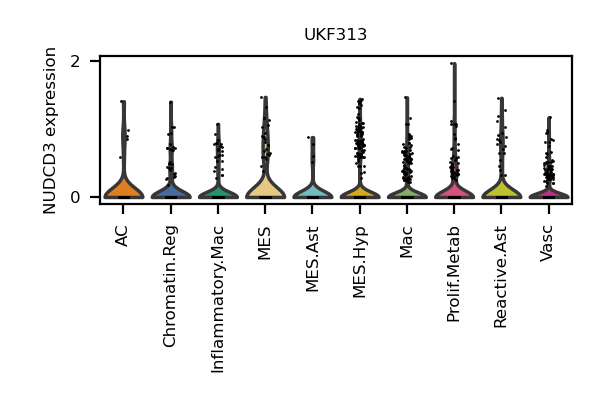 UKF313
NUDCD3 expression
2
0
AC
Chromatin.Reg
Inflammatory.Mac
MES
MES.Ast
MES.Hyp
Mac
Prolif.Metab
Reactive.Ast
Vasc